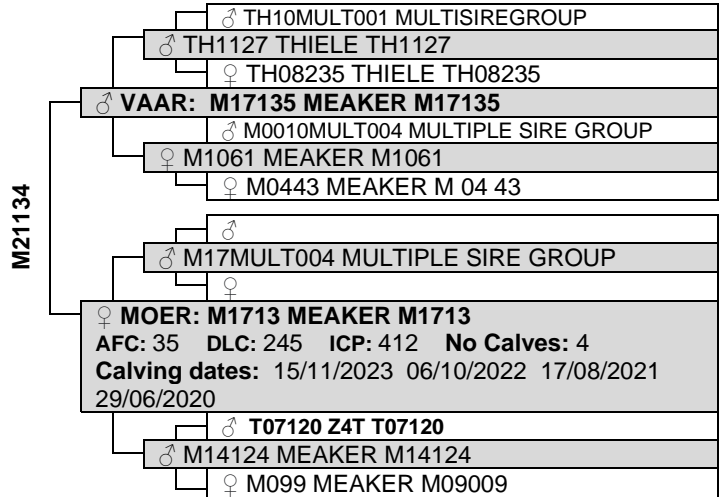 ♂ TH10MULT001 MULTISIREGROUP
♂ TH1127 THIELE TH1127
♀ TH08235 THIELE TH08235
♂ VAAR: M17135 MEAKER M17135
♂ M0010MULT004 MULTIPLE SIRE GROUP
♀ M1061 MEAKER M1061
♀ M0443 MEAKER M 04 43
M21134
♂
♂ M17MULT004 MULTIPLE SIRE GROUP
♀
♀ MOER: M1713 MEAKER M1713
AFC: 35 DLC: 245 ICP: 412 No Calves: 4
Calving dates: 15/11/2023 06/10/2022 17/08/2021
29/06/2020
♂ T07120 Z4T T07120
♂ M14124 MEAKER M14124
♀ M099 MEAKER M09009